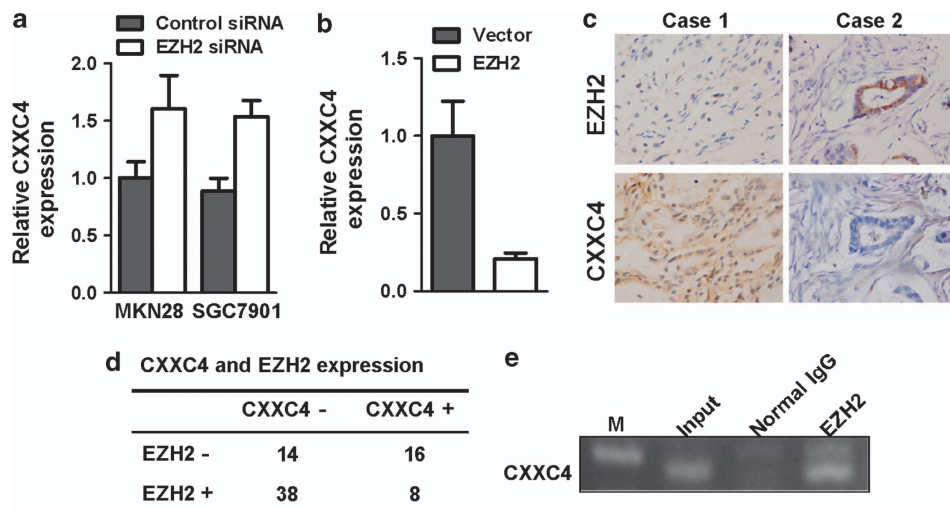 a
Control siRNA
EZH2 siRNA
Relative CXXC4
expression
2.0
1.5
1.0
0.5
0.0
MKN28 SGC7901
b
Vector
EZH2
Relative CXXC4
expression
1.5
1.0
0.5
0.0
c
Case 1 Case 2
EZH2
CXXC4
d CXXC4 and EZH2 expression
CXXC4 - CXXC4 +
EZH2 - 14 16
EZH2 + 38 8
e
M Input Normal IgG EZH2
CXXC4